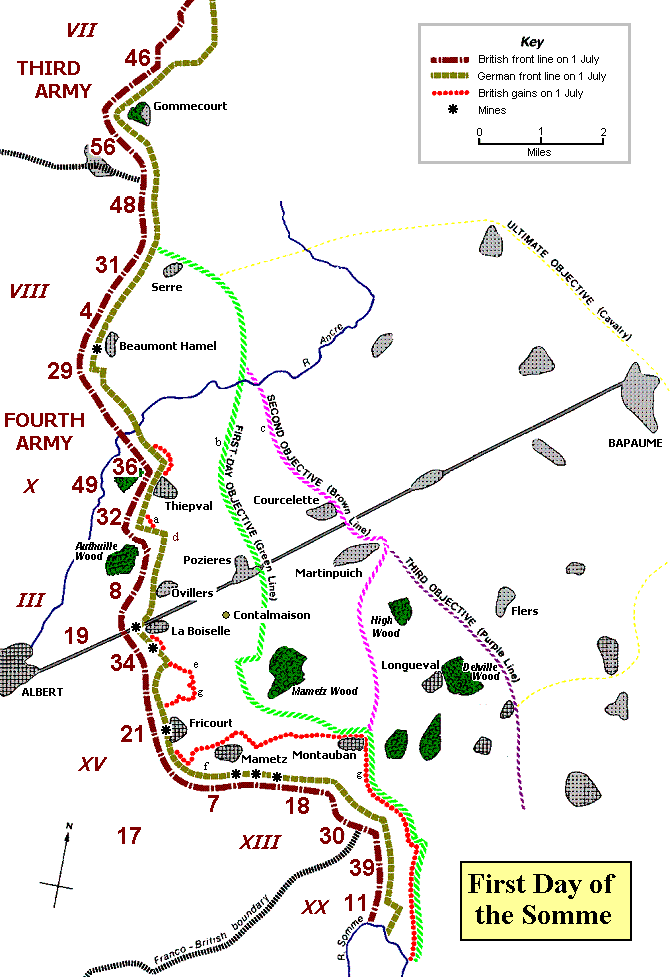 VII
46
THIRD
ARMY
Key
British front line on 1 July
German front line on 1 July
British gains on 1 July
Mines
0 1 2
Miles
Gommecourt
56
48
ULTIMATE OBJECTIVE (Cavalry)
31
Serre
VIII
4
R. Ancre
Beaumont Hamel
29
BAPAUME
FOURTH
ARMY
b
c
FIRST-DAY OBJECTIVE (Green Line)
SECOND OBJECTIVE (Brown Line)
36
X
49
Thiepval
Courcelette
32
a
d
Authuille
Wood
Pozieres
Martinpuich
THIRD OBJECTIVE (Purple Line)
8
Ovillers
III
Contalmaison
High
Wood
Flers
19
La Boiselle
34
e
Longueval
Delville
Wood
ALBERT
g
Mametz Wood
21
Fricourt
XV
f
Mametz
Montauban
g
7
18
17
30
XIII
N
39
XX
11
Franco-British boundary
R. Somme
First Day of
the Somme